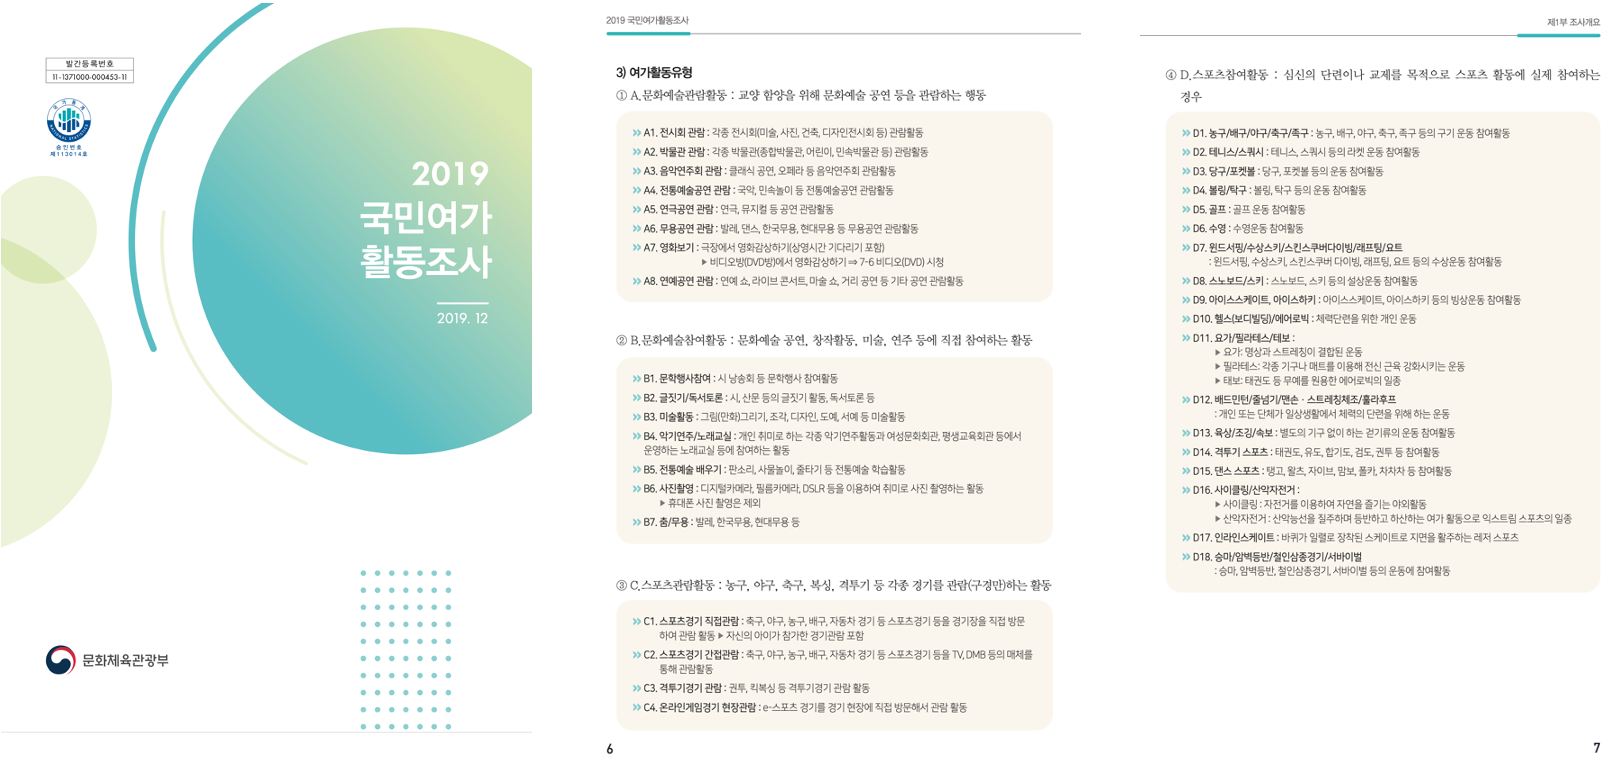 발간등록번호
11-1371000-000453-11
국가통계
NATIONAL STATISTICS
승인번호
제113014호
2019
국민여가
활동조사
2019. 12
문화체육관광부
2019 국민여가활동조사
3) 여가활동유형
① A.문화예술관람활동 : 교양 함양을 위해 문화예술 공연 등을 관람하는 행동
A1. 전시회 관람 : 각종 전시회(미술, 사진, 건축, 디자인전시회 등) 관람활동
A2. 박물관 관람 : 각종 박물관(종합박물관, 어린이, 민속박물관 등) 관람활동
A3. 음악연주회 관람 : 클래식 공연, 오페라 등 음악연주회 관람활동
A4. 전통예술공연 관람 : 국악, 민속놀이 등 전통예술공연 관람활동
A5. 연극공연 관람 : 연극, 뮤지컬 등 공연 관람활동
A6. 무용공연 관람 : 발레, 댄스, 한국무용, 현대무용 등 무용공연 관람활동
A7. 영화보기 : 극장에서 영화감상하기(상영시간 기다리기 포함)
▶ 비디오방(DVD방)에서 영화감상하기 ⇒ 7-6 비디오(DVD) 시청
A8. 연예공연 관람 : 연예 쇼, 라이브 콘서트, 마술 쇼, 거리 공연 등 기타 공연 관람활동
② B.문화예술참여활동 : 문화예술 공연, 창작활동, 미술, 연주 등에 직접 참여하는 활동
B1. 문학행사참여 : 시 낭송회 등 문학행사 참여활동
B2. 글짓기/독서토론 : 시, 산문 등의 글짓기 활동, 독서토론 등
B3. 미술활동 : 그림(만화)그리기, 조각, 디자인, 도예, 서예 등 미술활동
B4. 악기연주/노래교실 : 개인 취미로 하는 각종 악기연주활동과 여성문화회관, 평생교육회관 등에서
운영하는 노래교실 등에 참여하는 활동
B5. 전통예술 배우기 : 판소리, 사물놀이, 줄타기 등 전통예술 학습활동
B6. 사진촬영 : 디지털카메라, 필름카메라, DSLR 등을 이용하여 취미로 사진 촬영하는 활동
▶ 휴대폰 사진 촬영은 제외
B7. 춤/무용 : 발레, 한국무용, 현대무용 등
③ C.스포츠관람활동 : 농구, 야구, 축구, 복싱, 격투기 등 각종 경기를 관람(구경만)하는 활동
C1. 스포츠경기 직접관람 : 축구, 야구, 농구, 배구, 자동차 경기 등 스포츠경기 등을 경기장을 직접 방문
하여 관람 활동 ▶ 자신의 아이가 참가한 경기관람 포함
C2. 스포츠경기 간접관람 : 축구, 야구, 농구, 배구, 자동차 경기 등 스포츠경기 등을 TV, DMB 등의 매체를
통해 관람활동
C3. 격투기경기 관람 : 권투, 킥복싱 등 격투기경기 관람 활동
C4. 온라인게임경기 현장관람 : e-스포츠 경기를 경기 현장에 직접 방문해서 관람 활동
6
제1부 조사개요
④ D.스포츠참여활동 : 심신의 단련이나 교제를 목적으로 스포츠 활동에 실제 참여하는
경우
D1. 농구/배구/야구/축구/족구 : 농구, 배구, 야구, 축구, 족구 등의 구기 운동 참여활동
D2. 테니스/스쿼시 : 테니스, 스쿼시 등의 라켓 운동 참여활동
D3. 당구/포켓볼 : 당구, 포켓볼 등의 운동 참여활동
D4. 볼링/탁구 : 볼링, 탁구 등의 운동 참여활동
D5. 골프 : 골프 운동 참여활동
D6. 수영 : 수영운동 참여활동
D7. 윈드서핑/수상스키/스킨스쿠버다이빙/래프팅/요트
: 윈드서핑, 수상스키, 스킨스쿠버 다이빙, 래프팅, 요트 등의 수상운동 참여활동
D8. 스노보드/스키 : 스노보드, 스키 등의 설상운동 참여활동
D9. 아이스스케이트, 아이스하키 : 아이스스케이트, 아이스하키 등의 빙상운동 참여활동
D10. 헬스(보디빌딩)/에어로빅 : 체력단련을 위한 개인 운동
D11. 요가/필라테스/태보 :
▶ 요가: 명상과 스트레칭이 결합된 운동
▶ 필라테스: 각종 기구나 매트를 이용해 전신 근육 강화시키는 운동
▶ 태보: 태권도 등 무예를 원용한 에어로빅의 일종
D12. 배드민턴/줄넘기/맨손 · 스트레칭체조/훌라후프
: 개인 또는 단체가 일상생활에서 체력의 단련을 위해 하는 운동
D13. 육상/조깅/속보 : 별도의 기구 없이 하는 걷기류의 운동 참여활동
D14. 격투기 스포츠 : 태권도, 유도, 합기도, 검도, 권투 등 참여활동
D15. 댄스 스포츠 : 탱고, 왈츠, 자이브, 맘보, 폴카, 차차차 등 참여활동
D16. 사이클링/산악자전거 :
▶ 사이클링 : 자전거를 이용하여 자연을 즐기는 야외활동
▶ 산악자전거 : 산악능선을 질주하며 등반하고 하산하는 여가 활동으로 익스트림 스포츠의 일종
D17. 인라인스케이트 : 바퀴가 일렬로 장착된 스케이트로 지면을 활주하는 레저 스포츠
D18. 승마/암벽등반/철인삼종경기/서바이벌
: 승마, 암벽등반, 철인삼종경기, 서바이벌 등의 운동에 참여활동
7